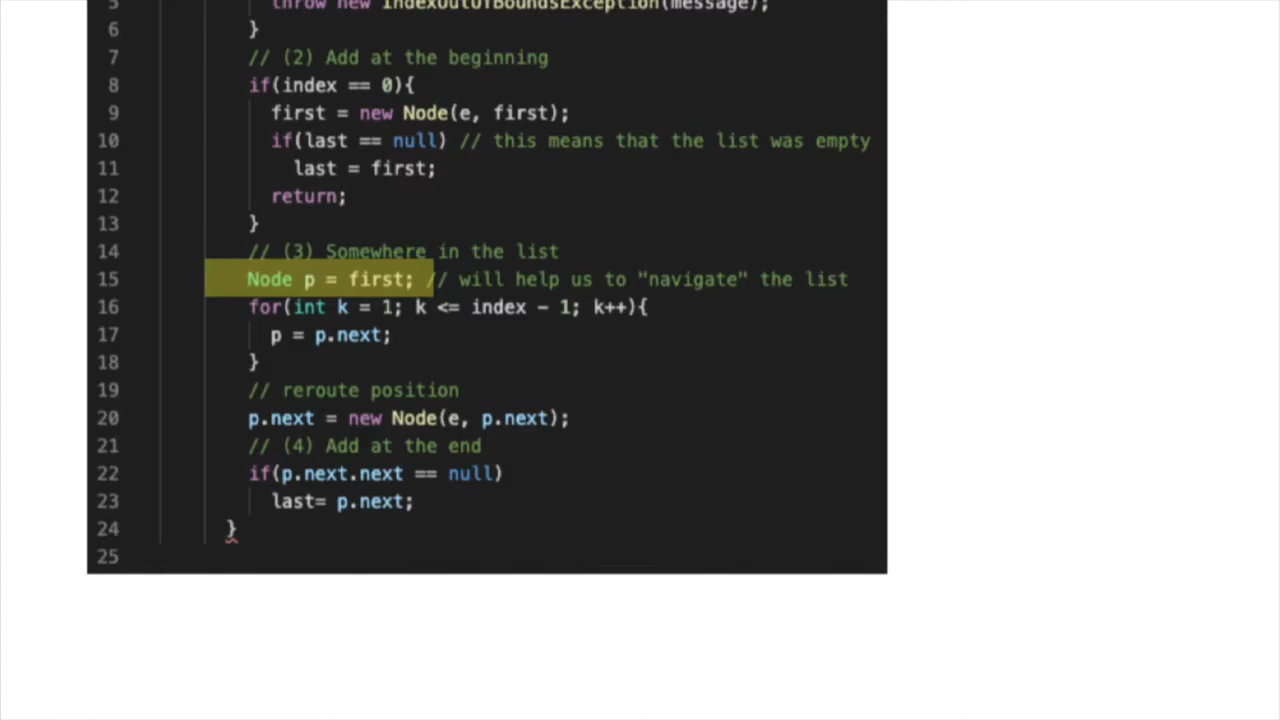 5 throw new IndexOutOfBoundsException(message);
6 }
7 // (2) Add at the beginning
8 if(index == 0){
9 first = new Node(e, first);
10 if(last == null) // this means that the list was empty
11 last = first;
12 return;
13 }
14 // (3) Somewhere in the list
15 Node p = first; // will help us to "navigate" the list
16 for(int k = 1; k <= index - 1; k++){
17 p = p.next;
18 }
19 // reroute position
20 p.next = new Node(e, p.next);
21 // (4) Add at the end
22 if(p.next.next == null)
23 last= p.next;
24 }
25